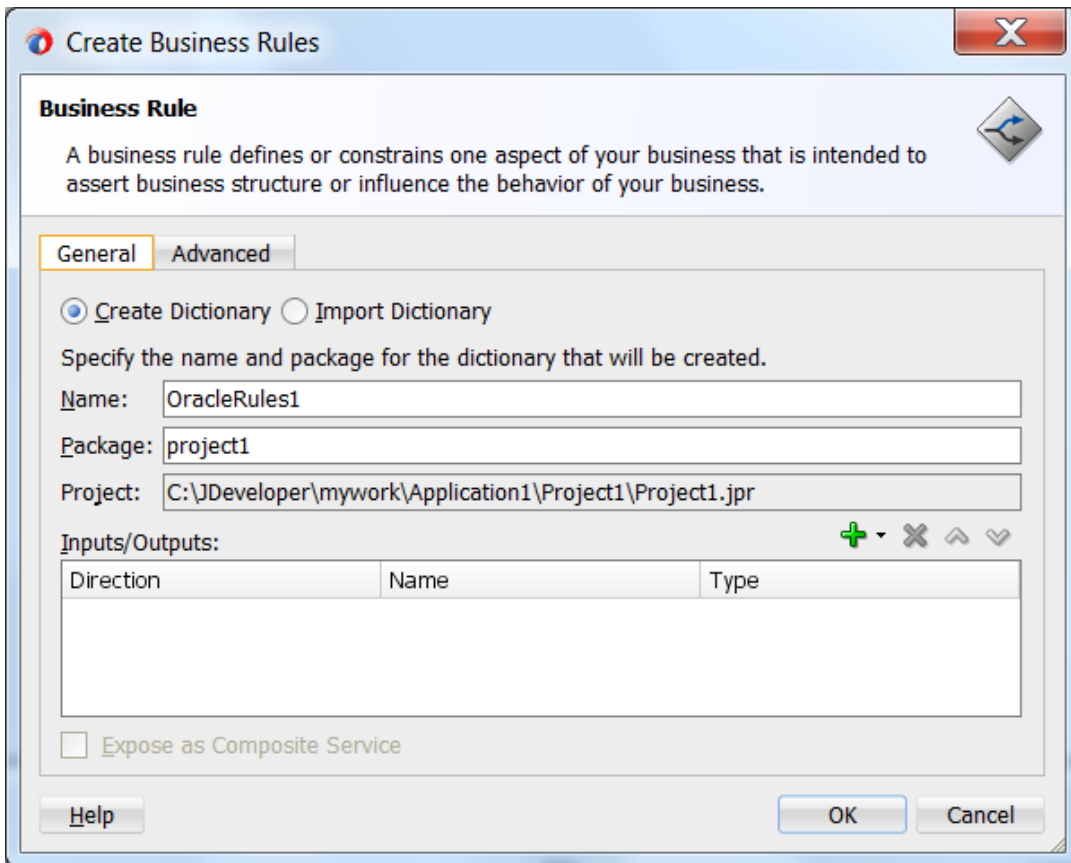 Create Business Rules
Business Rule
A business rule defines or constrains one aspect of your business that is intended to
assert business structure or influence the behavior of your business.
General Advanced
Create Dictionary Import Dictionary
Specify the name and package for the dictionary that will be created.
Name: OracleRules1
Package: project1
Project: C:\JDeveloper\mywork\Application1\Project1\Project1.jpr
Inputs/Outputs:
Direction Name Type
Expose as Composite Service
Help OK Cancel